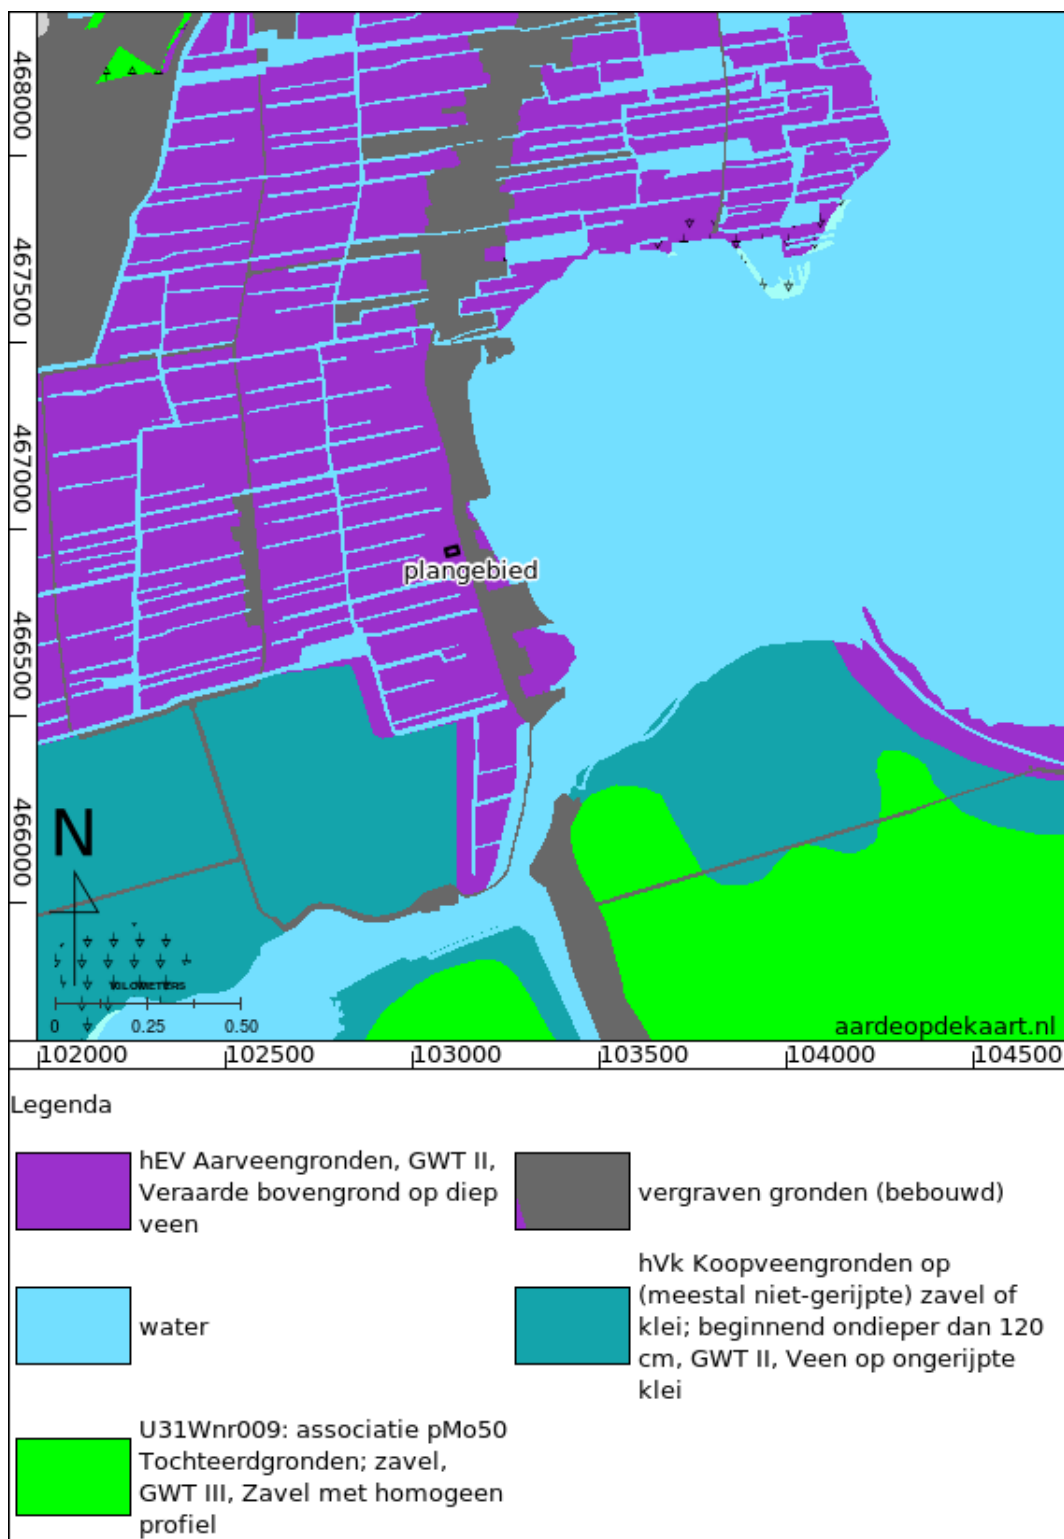 468000
467500
467000
plangebied
466500
466000
N
KILOMETERS
0 0.25 0.50
aardeopdekaart.nl
102000 102500 103000 103500 104000 104500
Legenda
hEV Aarveengronden, GWT II,
Veraarde bovengrond op diep
veen
vergraven gronden (bebouwd)
water
hVk Koopveengronden op
(meestal niet-gerijpte) zavel of
klei; beginnend ondieper dan 120
cm, GWT II, Veen op ongerijpte
klei
U31Wnr009: associatie pMo50
Tochteerdgronden; zavel,
GWT III, Zavel met homogeen
profiel